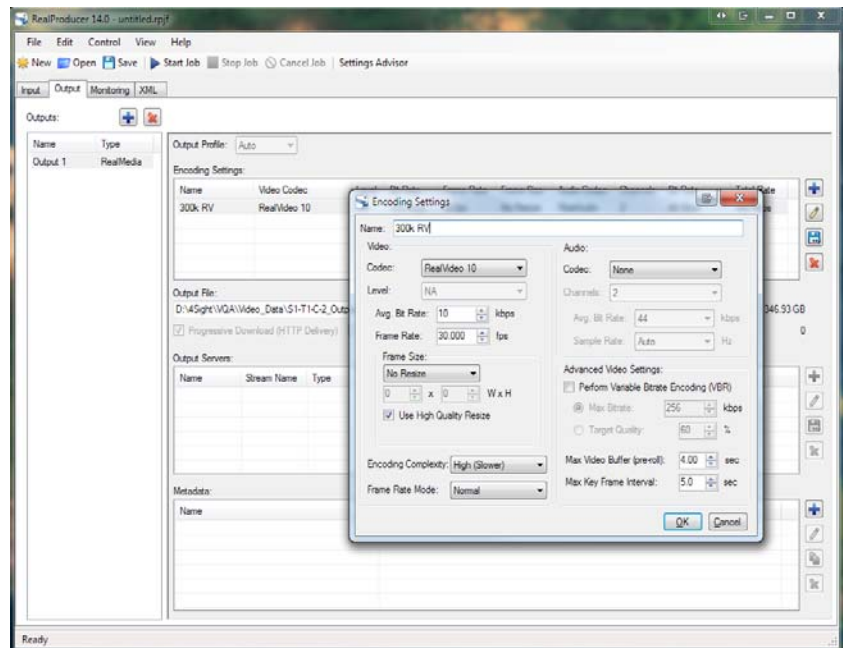 RealProducer 14.0 - untitled.rpjf
File Edit Control View Help
New Open Save Start Job Stop Job Cancel Job Settings Advisor
Input Output Monitoring XML
Outputs:
Name Type
Output 1 RealMedia
Output Profile: Auto
Encoding Settings:
Name Video Codec
300k RV RealVideo 10
Output File:
D:\4Sight\VQA\Video_Data\S1-T1-C-2_Outp
346.93 GB
Progressive Download (HTTP Delivery)
0
Output Servers:
Name Stream Name Type
Metadata:
Name
Encoding Settings
Name: 300k RV
Video:
Codec: RealVideo 10
Level: NA
Avg. Bit Rate: 10 kbps
Frame Rate: 30.000 fps
Frame Size:
No Resize
0 x 0 W x H
Use High Quality Resize
Encoding Complexity: High (Slower)
Frame Rate Mode: Normal
Audio:
Codec: None
Channels: 2
Avg. Bit Rate: 44 kbps
Sample Rate: Auto Hz
Advanced Video Settings:
Perform Variable Bitrate Encoding (VBR)
Max Bitrate: 256 kbps
Target Quality: 60 %
Max Video Buffer (pre-roll): 4.00 sec
Max Key Frame Interval: 5.0 sec
OK Cancel
Ready